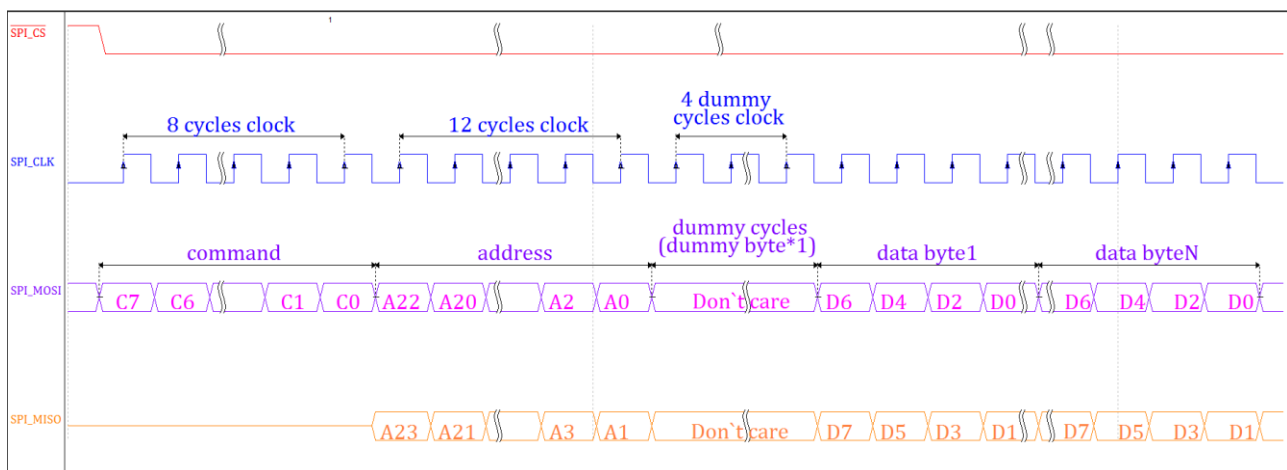 SPI_CS
8 cycles clock
12 cycles clock
4 dummy
cycles clock
SPI_CLK
command
address
dummy cycles
(dummy byte*1)
data byte1
data byteN
SPI_MOSI
C7 C6 C1 C0 A22 A20 A2 A0 Don`t care D6 D4 D2 D0 D6 D4 D2 D0
SPI_MISO
A23 A21 A3 A1 Don`t care D7 D5 D3 D1 D7 D5 D3 D1